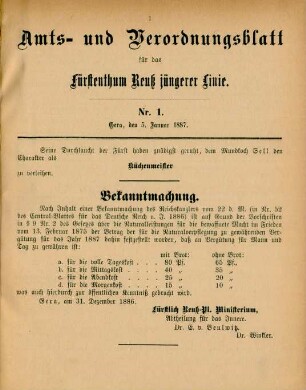 1
Amts- und Verordnungsblatt
für das
Fürstenthum Reuß jüngerer Linie.
Nr. 1.
Gera, den 5. Januar 1887.
Seine Durchlaucht der Fürst haben gnädigst geruht, dem Mundkoch Soll den
Charakter als
Küchenmeister
zu verleihen.
Bekanntmachung.
Nach Inhalt einer Bekanntmachung des Reichskanzlers vom 22 d. M. (in Nr. 52
des Central-Blattes für das Deutsche Reich v. J. 1886) ist auf Grund der Vorschriften
in § 9 Nr. 2 des Gesetzes über die Naturalleistungen für die bewaffnete Macht im Frieden
vom 13. Februar 1875 der Betrag der für die Naturalverpflegung zu gewährenden Ver-
gütung für das Jahr 1887 dahin festgestellt worden, daß an Vergütung für Mann und
Tag zu gewähren ist:
mit Brot: ohne Brot:
a. für die volle Tageskost . . . 80 Pf. 65 Pf.
b. für die Mittagskost . . . 40 " 35 "
c. für die Abendkost . . . 25 " 20 "
d. für die Morgenkost . . . 15 " 10 "
was auch hierdurch zur öffentlichen Kenntniß gebracht wird.
Gera, am 31. Dezember 1886.
Fürstlich Reuß-Pl. Ministerium,
Abtheilung für das Innere.
Dr. E. v. Beulwitz.
Dr. Winkler.